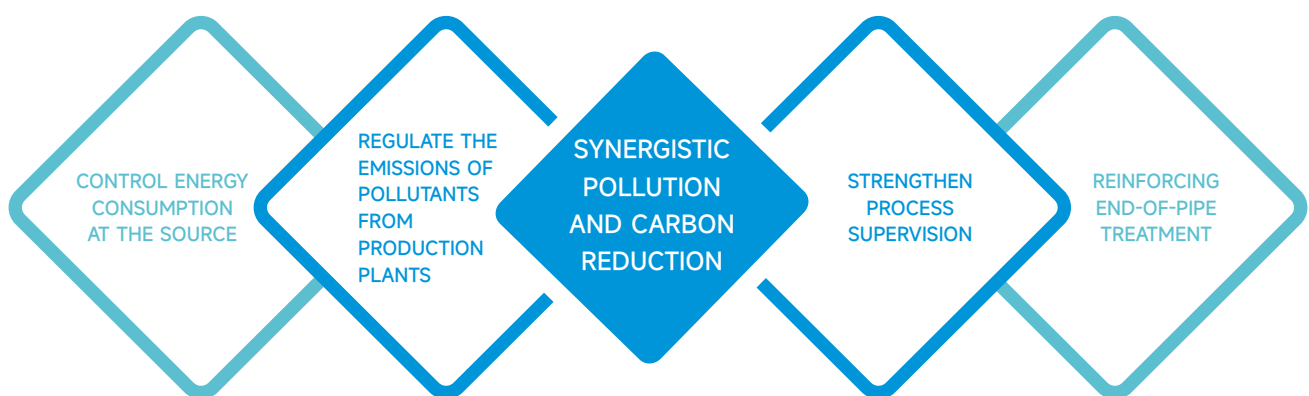 CONTROL ENERGY
CONSUMPTION
AT THE SOURCE
REGULATE THE
EMISSIONS OF
POLLUTANTS
FROM
PRODUCTION
PLANTS
SYNERGISTIC
POLLUTION
AND CARBON
REDUCTION
STRENGTHEN
PROCESS
SUPERVISION
REINFORCING
END-OF-PIPE
TREATMENT